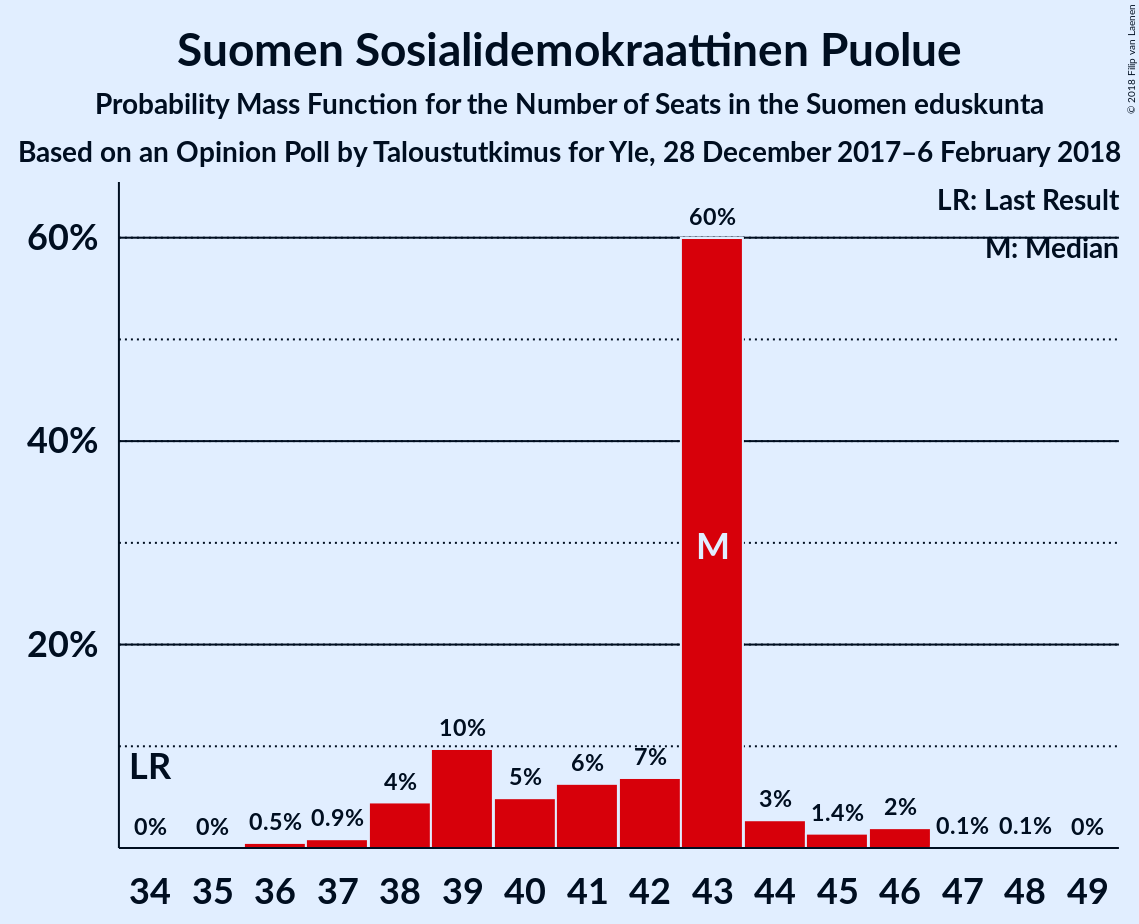 Suomen Sosialidemokraattinen Puolue
Probability Mass Function for the Number of Seats in the Suomen eduskunta
Based on an Opinion Poll by Taloustutkimus for Yle, 28 December 2017–6 February 2018
© 2018 Filip van Laenen
LR: Last Result
M: Median
60%
40%
20%
LR
M
0% 0% 0.5% 0.9% 4% 10% 5% 6% 7% 60% 3% 1.4% 2% 0.1% 0.1% 0%
34 35 36 37 38 39 40 41 42 43 44 45 46 47 48 49